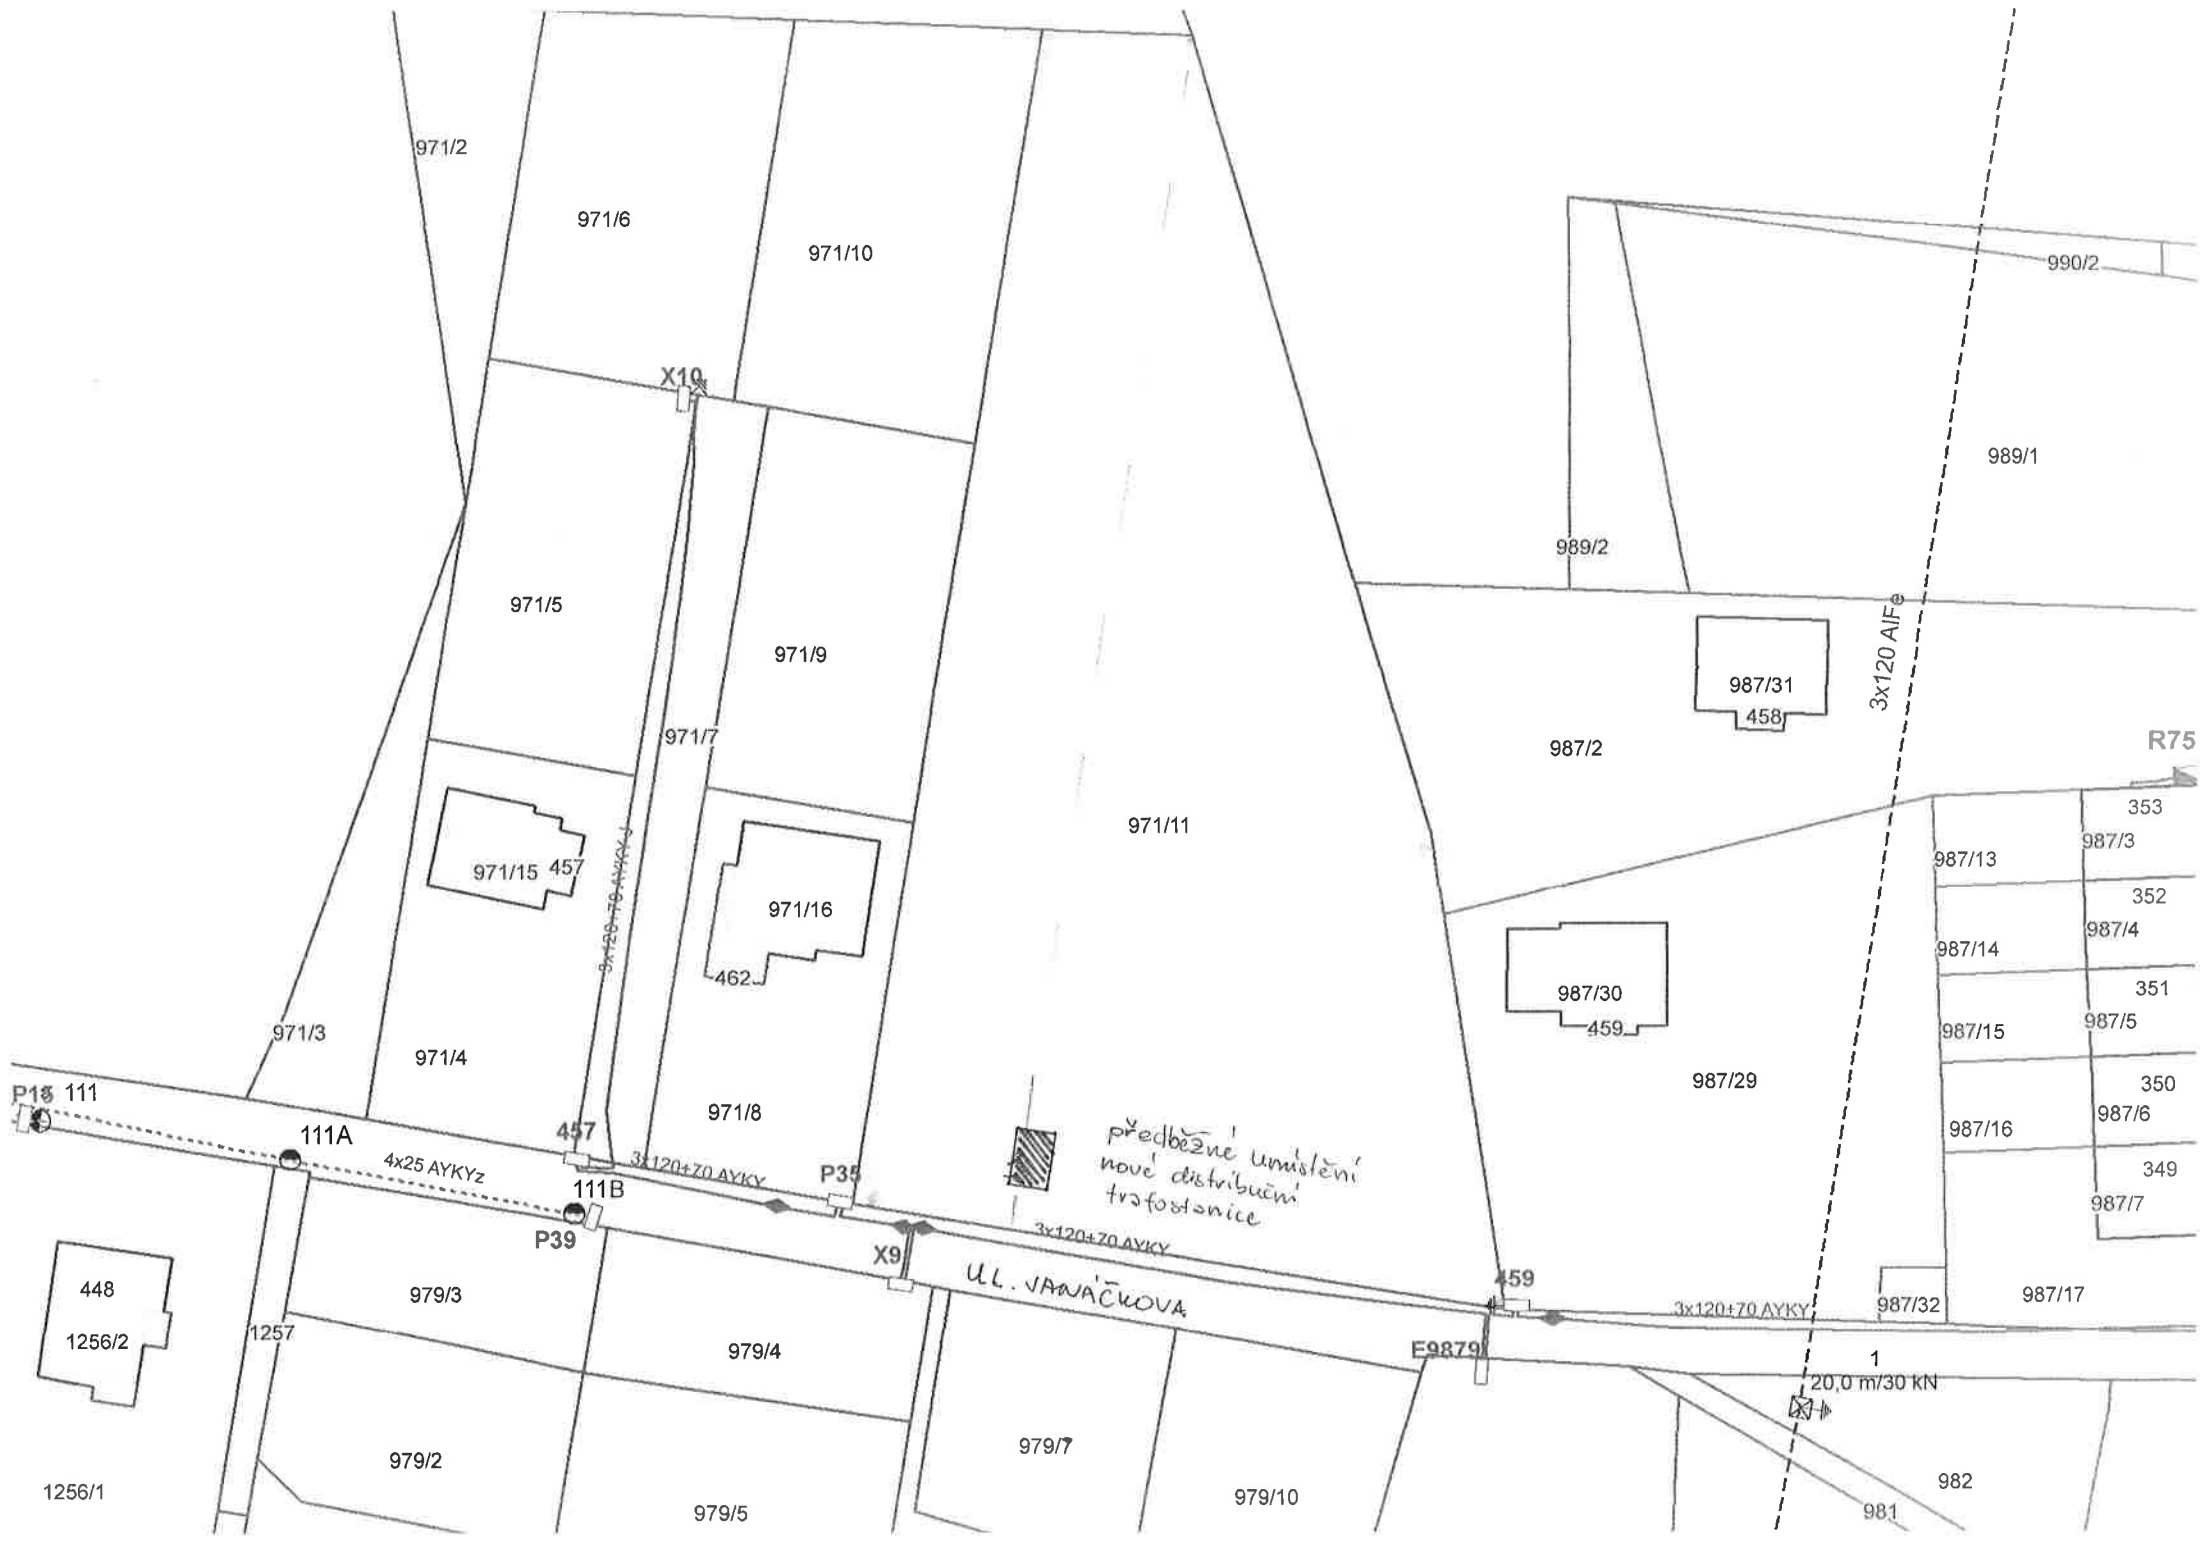 971/2
971/6
971/10
990/2
X10
989/1
989/2
971/5
3x120 AlFe
971/9
987/31
458
971/7
987/2
R75
353
987/3
971/11
987/13
971/15 457
3x120+70 AYKY-J
352
971/16
987/4
987/14
462
351
987/30
459
987/5
987/15
971/3
971/4
987/29
350
987/6
111
971/8
předběžné umístění
nové distribuční
trafostanice
987/16
111A
457
349
4x25 AYKYz
3x120+70 AYKY
P35
987/7
111B
P39
3x120+70 AYKY
X9
UL. JANÁČKOVA
459
448
979/3
3x120+70 AYKY
987/32
987/17
1256/2
1257
979/4
E9879
1
20,0 m/30 kN
979/2
979/7
982
1256/1
979/5
979/10
981